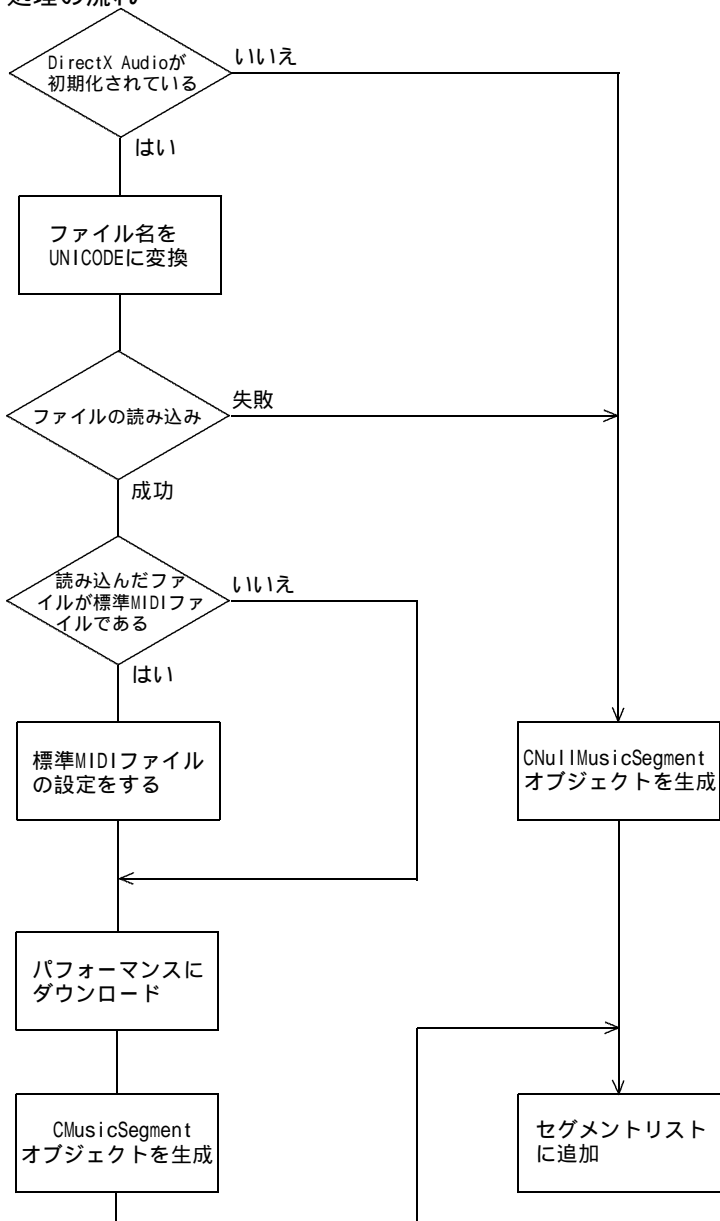 処理の流れ
DirectX Audioが
初期化されている
いいえ
はい
ファイル名を
UNICODEに変換
ファイルの読み込み
失敗
成功
読み込んだファ
イルが標準MIDIファ
イルである
いいえ
はい
標準MIDIファイル
の設定をする
CNullMusicSegment
オブジェクトを生成
パフォーマンスに
ダウンロード
CMusicSegment
オブジェクトを生成
セグメントリスト
に追加